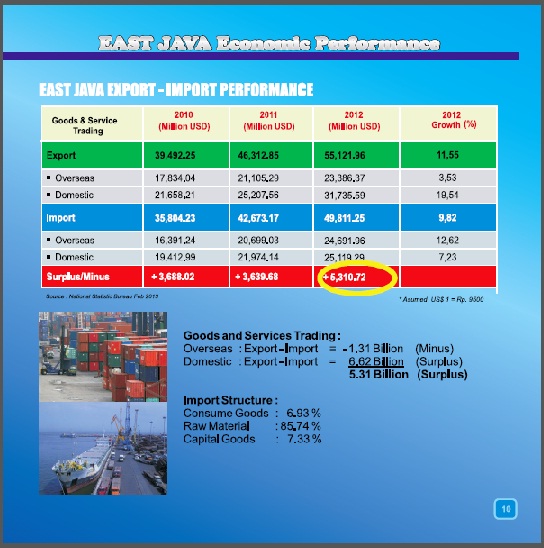 EAST JAVA Economic Performance
EAST JAVA EXPORT - IMPORT PERFORMANCE
Goods & Service Trading 2010 (Million USD) 2011 (Million USD) 2012 (Million USD) 2012 Growth (%)
Export 39,492.25 46,312.85 55,121.96 11,55
▪ Overseas 17,834,04 21,105,29 23,386,37 3,53
▪ Domestic 21,658,21 25,207,56 31,735,59 19,54
Import 35,804.23 42,673.17 49,811.25 9,82
▪ Overseas 16,391,24 20,699,03 24,691,96 12,62
▪ Domestic 19,412,99 21,974,14 25,119,29 7,23
Surplus/Minus + 3,688.02 + 3,639.68 + 5,310.72
Source : National Statistic Bureau Feb 2013
* Asumed US$ 1 = Rp. 9500
Goods and Services Trading :
Overseas : Export-Import = -1,31 Billion (Minus)
Domestic : Export-Import = 6,62 Billion (Surplus)
5.31 Billion (Surplus)
Import Structure :
Consume Goods : 6.93 %
Raw Material : 85,74 %
Capital Goods : 7.33 %
10